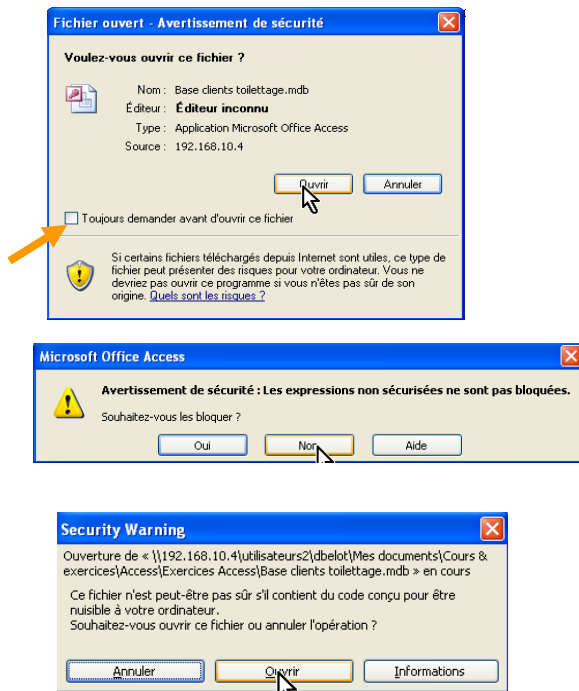 Fichier ouvert - Avertissement de sécurité
Voulez-vous ouvrir ce fichier ?
Nom : Base clients toilettage.mdb
Éditeur : Éditeur inconnu
Type : Application Microsoft Office Access
Source : 192.168.10.4
Ouvrir Annuler
Toujours demander avant d'ouvrir ce fichier
Si certains fichiers téléchargés depuis Internet sont utiles, ce type de
fichier peut présenter des risques pour votre ordinateur. Vous ne
devriez pas ouvrir ce programme si vous n'êtes pas sûr de son
origine. Quels sont les risques ?
Microsoft Office Access
Avertissement de sécurité : Les expressions non sécurisées ne sont pas bloquées.
Souhaitez-vous les bloquer ?
Oui Non Aide
Security Warning
Ouverture de « \\192.168.10.4\utilisateurs2\dbelot\Mes documents\Cours &
exercices\Access\Exercices Access\Base clients toilettage.mdb » en cours
Ce fichier n'est peut-être pas sûr s'il contient du code conçu pour être
nuisible à votre ordinateur.
Souhaitez-vous ouvrir ce fichier ou annuler l'opération ?
Annuler Ouvrir Informations